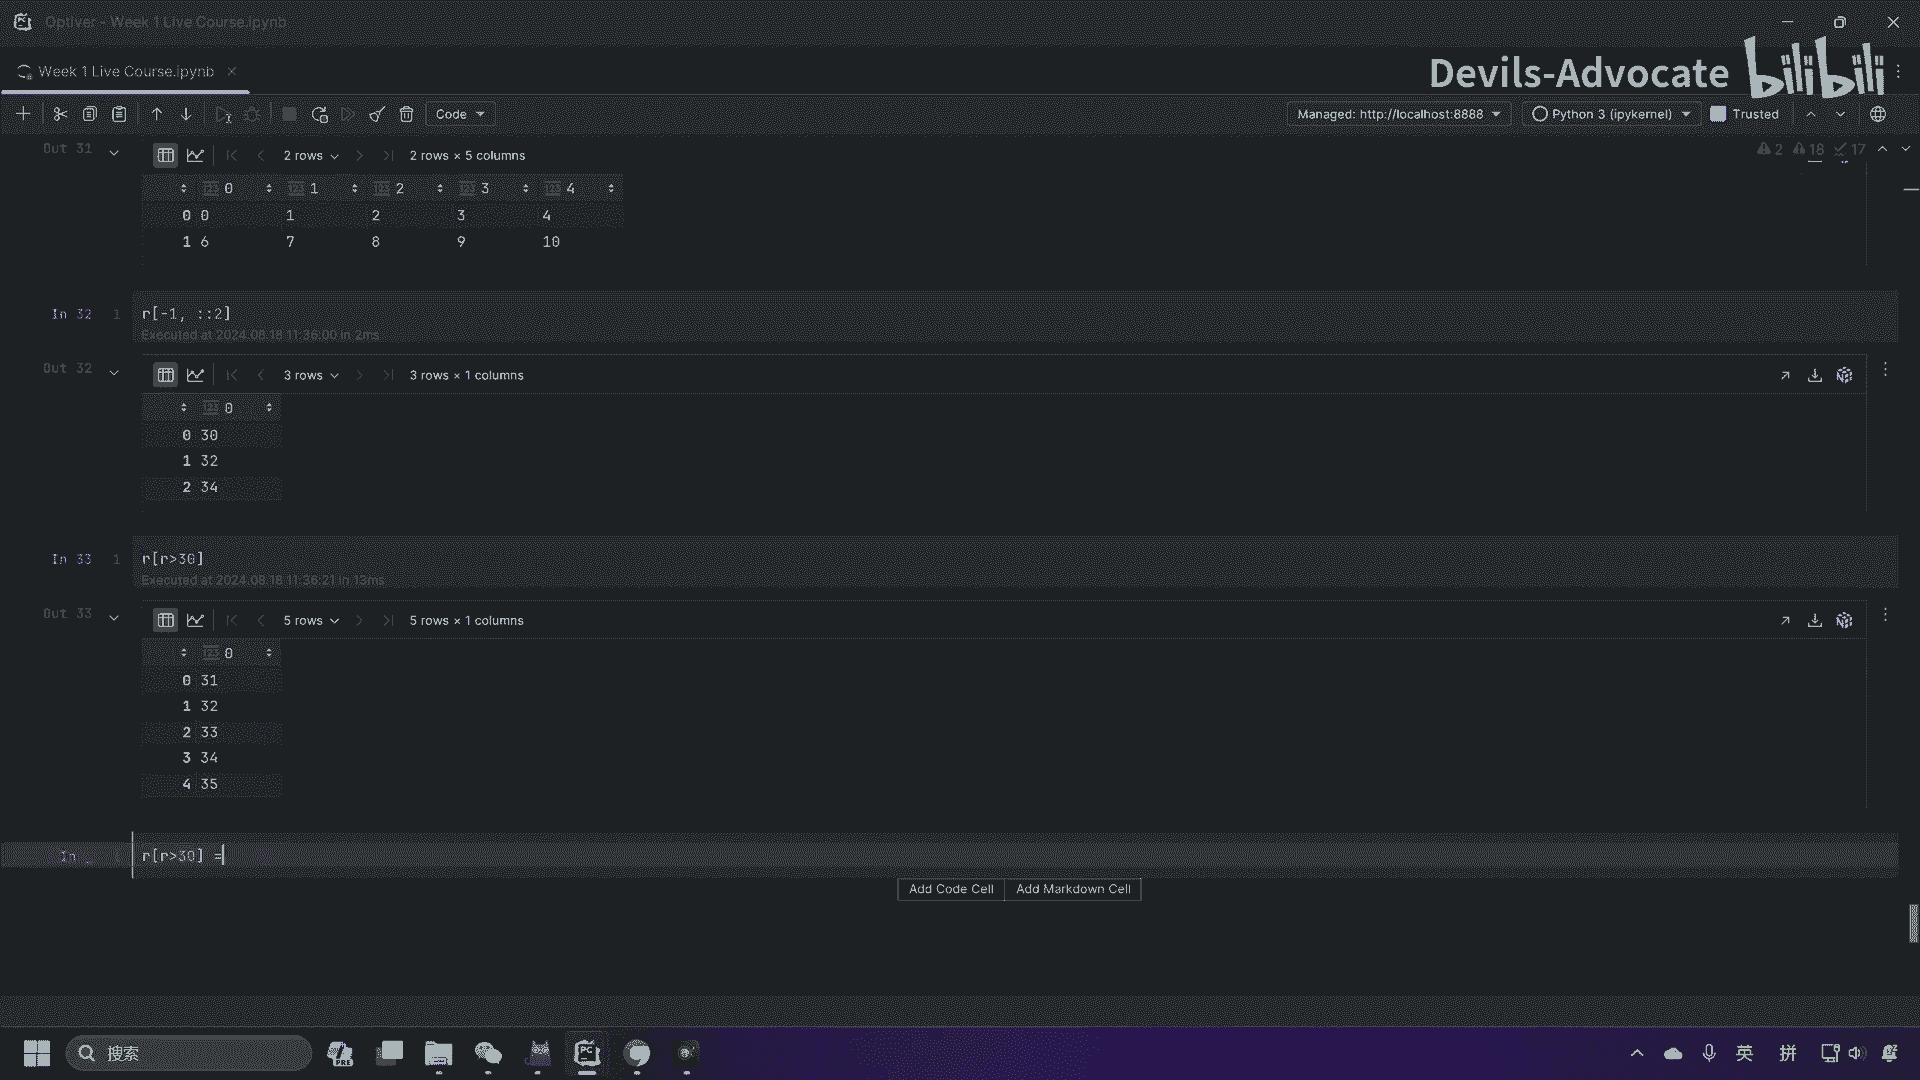 Optiver - Week 1 Live Course.ipynb
Week 1 Live Course.ipynb
Devils-Advocate bilibili
Code
Managed: http://localhost:8888 Python 3 (ipykernel) Trusted
Out 31 2 rows 2 rows × 5 columns
2 18 17
0 1 2 3 4
0 0 1 2 3 4
1 6 7 8 9 10
In 32 1 r[-1, ::2]
Executed at 2024.08.18 11:36:00 in 2ms
Out 32 3 rows 3 rows × 1 columns
0
0 30
1 32
2 34
In 33 1 r[r>30]
Executed at 2024.08.18 11:36:21 in 13ms
Out 33 5 rows 5 rows × 1 columns
0
0 31
1 32
2 33
3 34
4 35
In _ 1 r[r>30] =
Add Code Cell Add Markdown Cell
搜索 PRE PC 英 拼